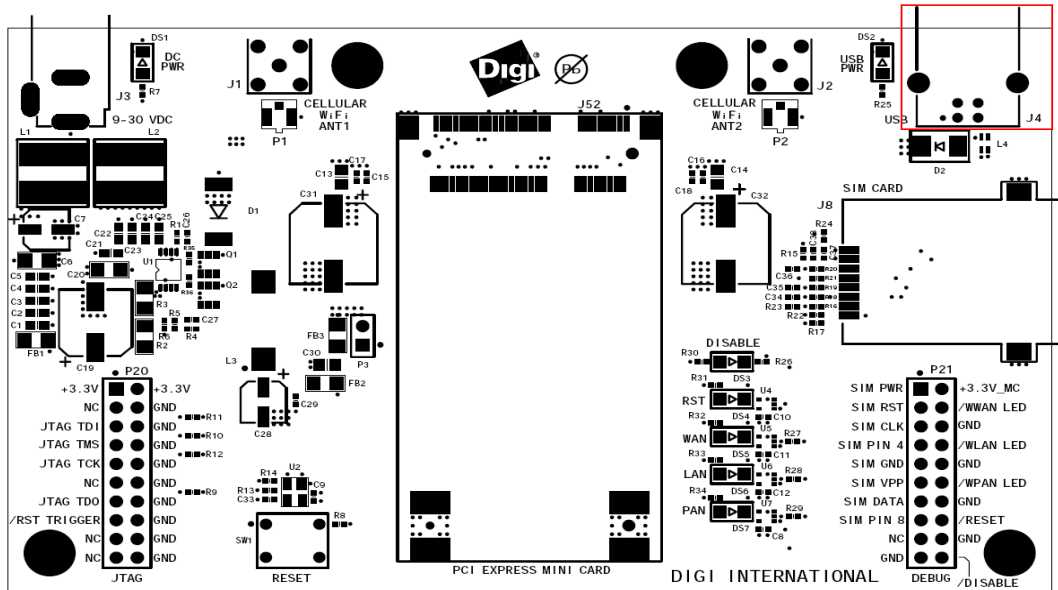 DS1
DC
PWR
R7
J3
9-30 VDC
L1
L2
J1
CELLULAR
WiFi
ANT1
P1
Digi
®
Pb
J52
J2
CELLULAR
WiFi
ANT2
P2
DS2
USB
PWR
R25
USB
J4
L4
D2
C17
C13
C15
C31
C16
C14
C18
C32
SIM CARD
J8
C7
C24
C25
C22
R1
C26
D1
C21
C23
C6
C20
U1
R35
Q1
R36
Q2
C5
C4
C3
C2
C1
FB1
C19
R3
R5
C27
R6
R4
R2
L3
FB3
P3
C30
FB2
C29
C28
R24
R15
R20
C36
R21
C35
R19
C34
R18
R23
R16
R22
R17
DISABLE
R30
R26
DS3
R31
U4
RST
C10
R32
DS4
U5
WAN
R27
R33
DS5
C11
U6
LAN
R28
R34
DS6
C12
U7
PAN
R29
DS7
C8
P20
+3.3V +3.3V
NC GND
R11
JTAG TDI GND
R10
JTAG TMS GND
R12
JTAG TCK GND
NC GND
R9
JTAG TDO GND
/RST TRIGGER GND
NC GND
NC GND
JTAG
R14
U2
R13
C9
C33
R8
SW1
RESET
PCI EXPRESS MINI CARD
DIGI INTERNATIONAL
P21
SIM PWR +3.3V_MC
SIM RST /WWAN LED
SIM CLK GND
SIM PIN 4 /WLAN LED
SIM GND GND
SIM VPP /WPAN LED
SIM DATA GND
SIM PIN 8 /RESET
NC GND
GND /DISABLE
DEBUG